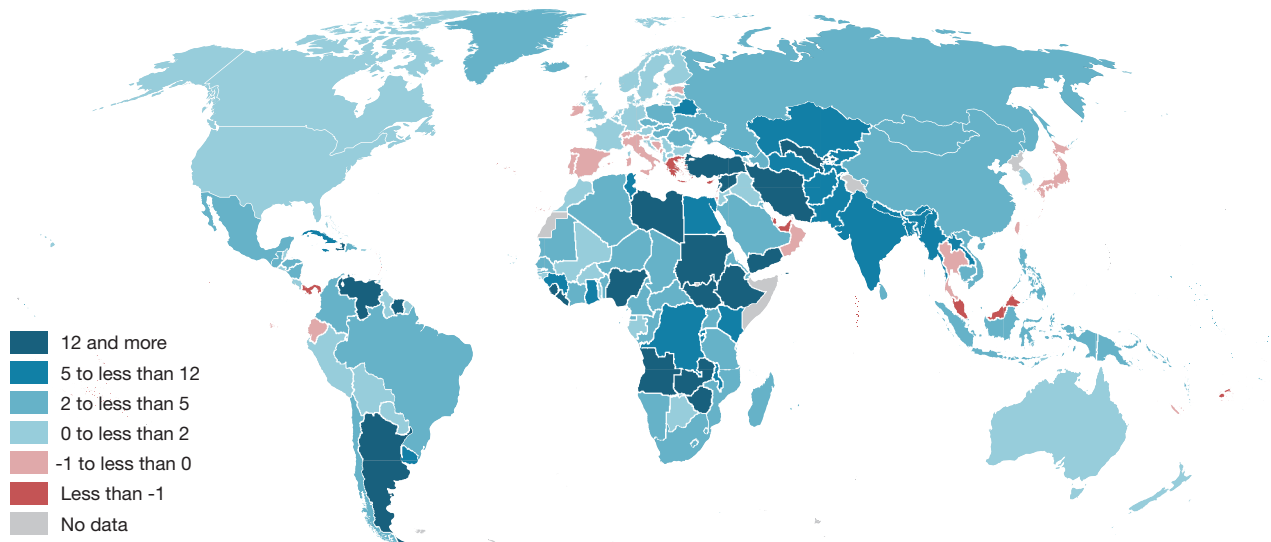 12 and more
5 to less than 12
2 to less than 5
0 to less than 2
-1 to less than 0
Less than -1
No data